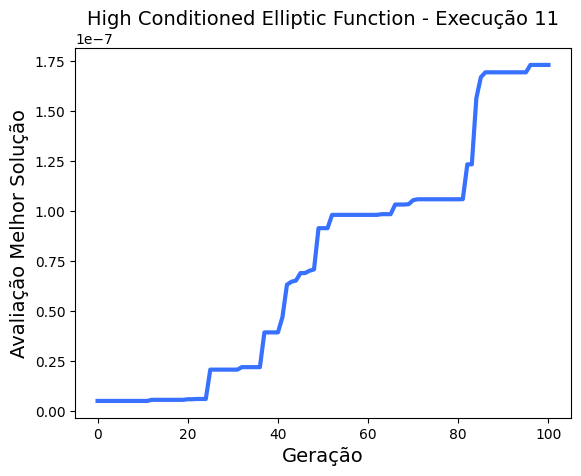 High Conditioned Elliptic Function - Execução 11
1e−7
1.75
1.50
1.25
1.00
0.75
0.50
0.25
0.00
Avaliação Melhor Solução
0 20 40 60 80 100
Geração